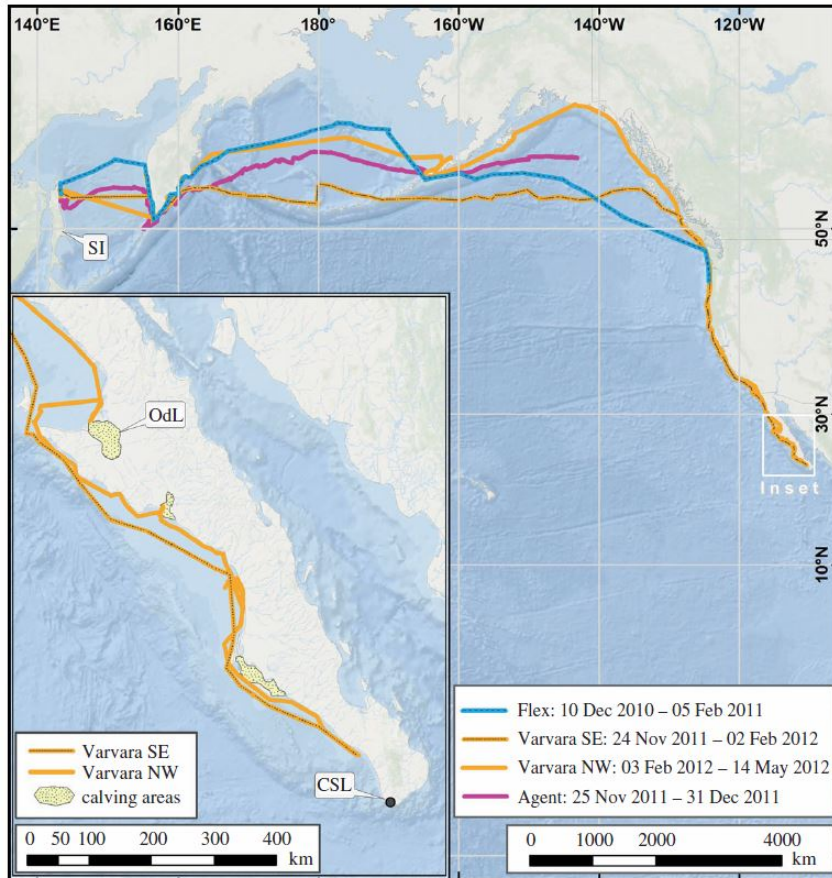 140°E 160°E 180° 160°W 140°W 120°W
SI
50°N
OdL
30°N
Inset
10°N
Flex: 10 Dec 2010 – 05 Feb 2011
Varvara SE: 24 Nov 2011 – 02 Feb 2012
Varvara NW: 03 Feb 2012 – 14 May 2012
Agent: 25 Nov 2011 – 31 Dec 2011
Varvara SE
Varvara NW
calving areas
CSL
0 50 100 200 300 400
km
0 1000 2000 4000
km